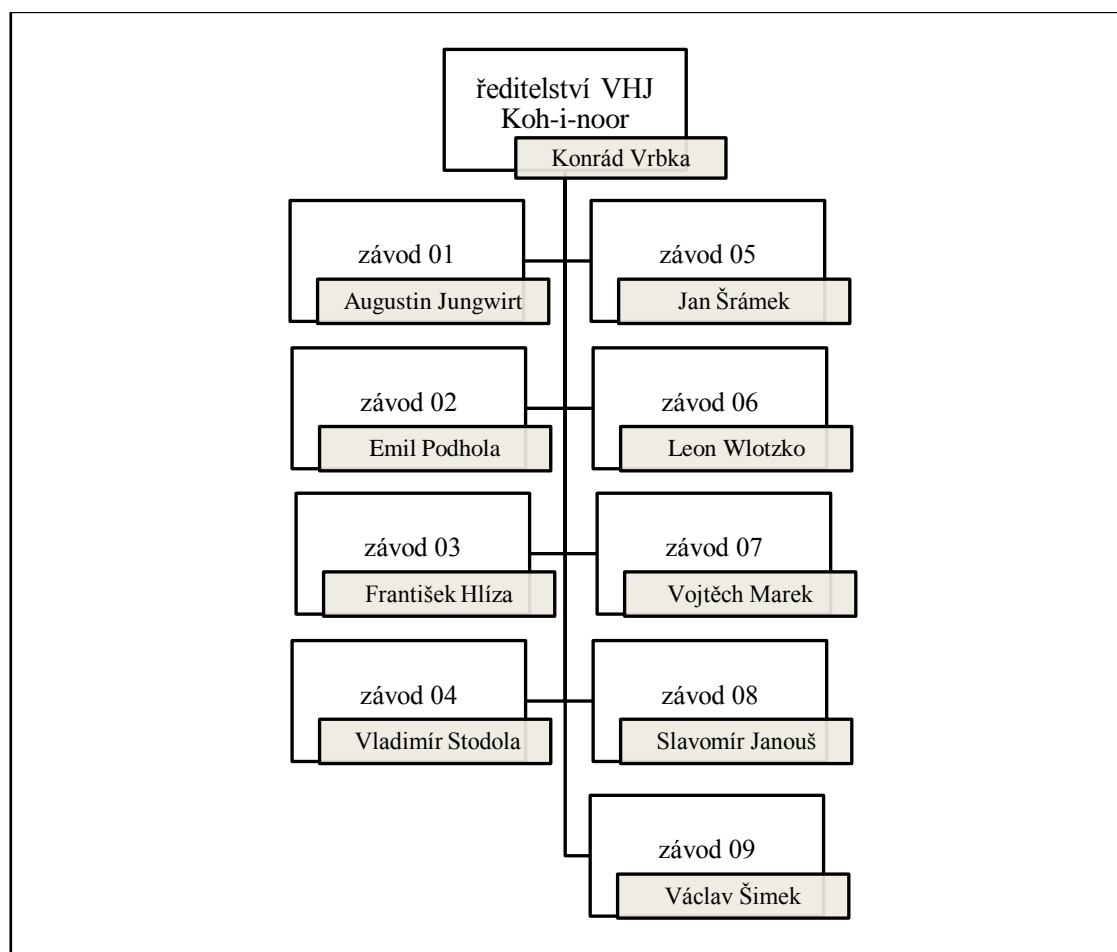 ředitelství VHJ
Koh-i-noor
Konrád Vrbka
závod 01
Augustin Jungwirt
závod 05
Jan Šrámek
závod 02
Emil Podhola
závod 06
Leon Wlotzko
závod 03
František Hlíza
závod 07
Vojtěch Marek
závod 04
Vladimír Stodola
závod 08
Slavomír Janouš
závod 09
Václav Šimek